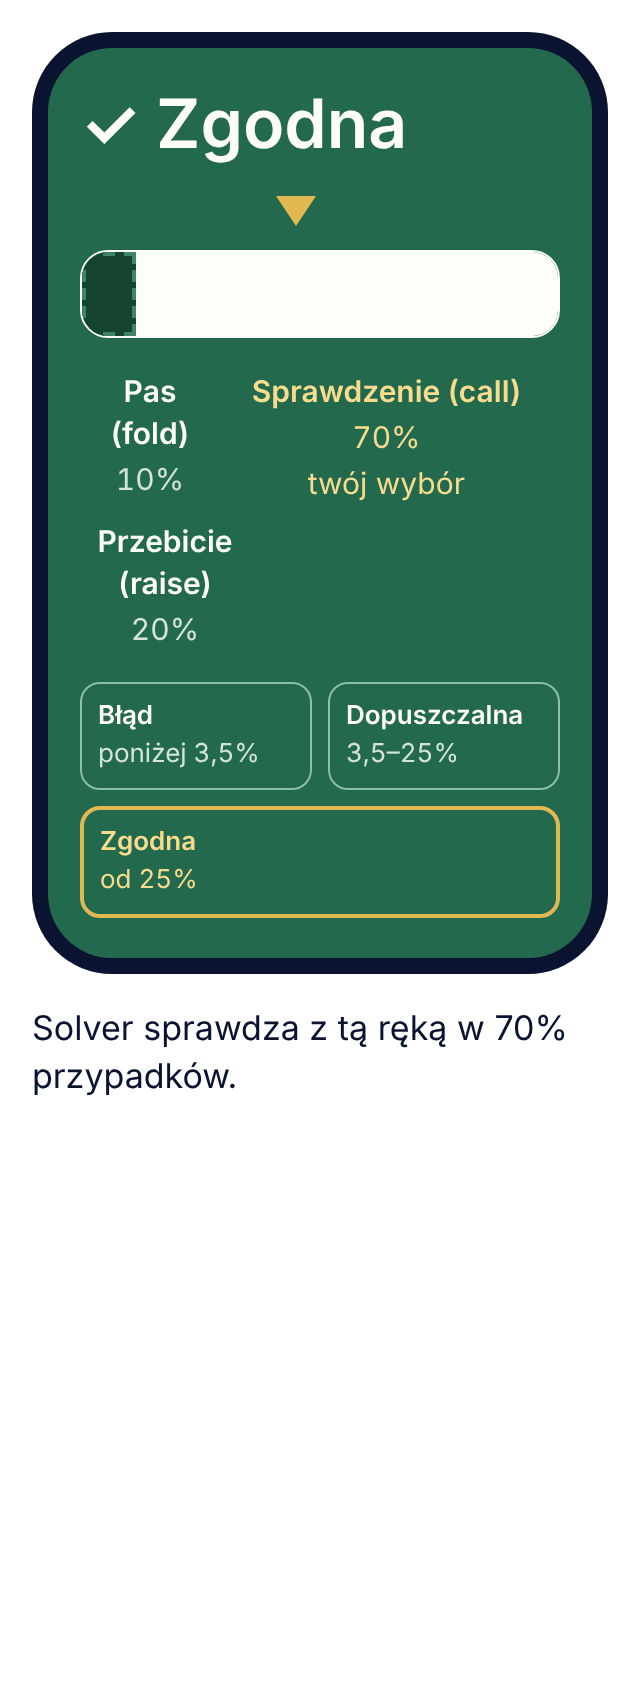 Zgodna
Pas
(fold)
10%
Sprawdzenie (call)
70%
twój wybór
Przebicie
(raise)
20%
Błąd
poniżej 3,5%
Dopuszczalna
3,5–25%
Zgodna
od 25%
Solver sprawdza z tą ręką w 70%
przypadków.